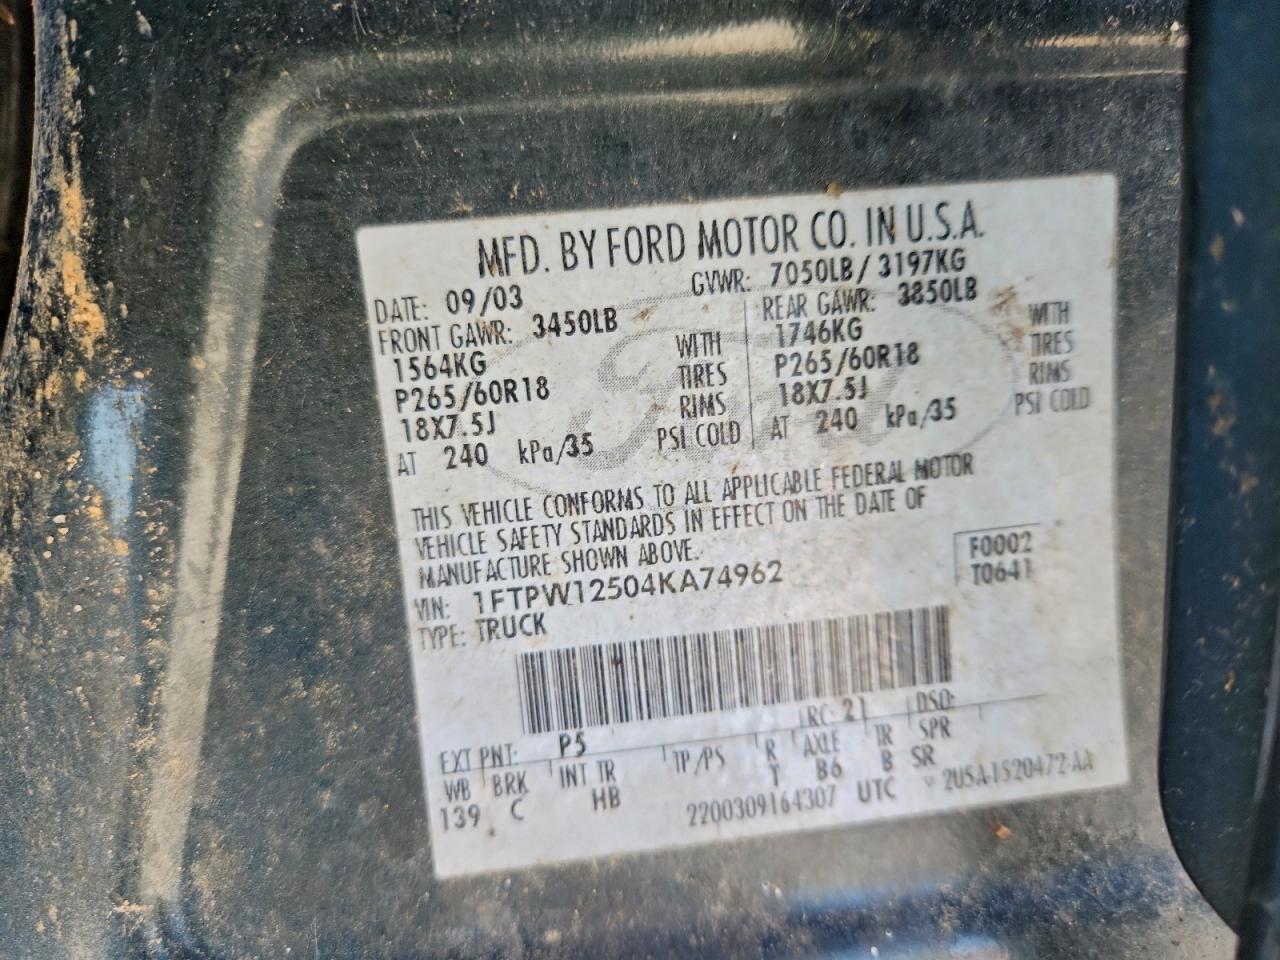 MFD. BY FORD MOTOR CO. IN U.S.A.
DATE: 09/03 GVWR: 7050LB / 3197KG
FRONT GAWR: 3450LB REAR GAWR: 3850LB
1564KG WITH 1746KG WITH
P265/60R18 TIRES P265/60R18 TIRES
18X7.5J RIMS 18X7.5J RIMS
AT 240 kPa/35 PSI COLD AT 240 kPa/35 PSI COLD
THIS VEHICLE CONFORMS TO ALL APPLICABLE FEDERAL MOTOR
VEHICLE SAFETY STANDARDS IN EFFECT ON THE DATE OF
MANUFACTURE SHOWN ABOVE.
F0002
VIN: 1FTPW12504KA74962
T0641
TYPE: TRUCK
EXT PNT: P5 RC: 21 DSO:
WB BRK INT TR TP/PS R AXLE TR SPR
139 C HB T B6 B SR
2200309164307 UTC 2U5A-1520472-AA